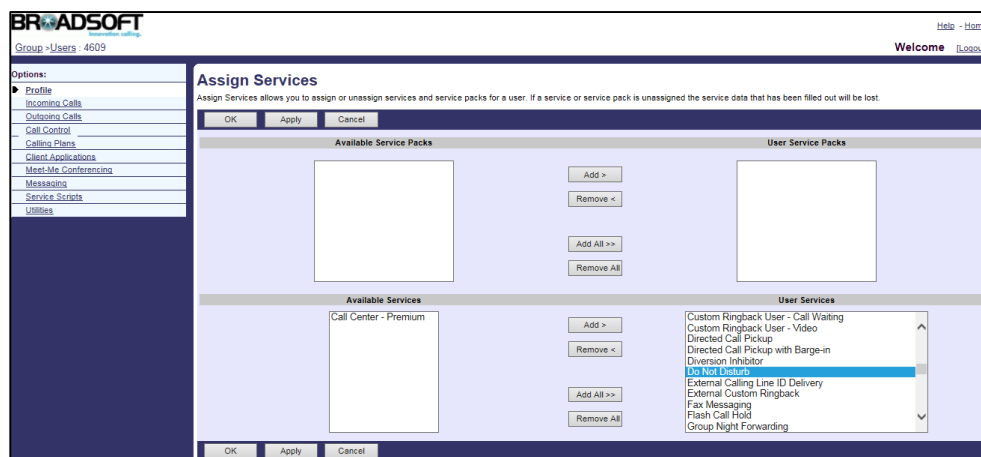 BROADSOFT
innovation calling.
Help - Hom
Group >Users : 4609
Welcome [Logou
Options:
Profile
Incoming Calls
Outgoing Calls
Call Control
Calling Plans
Client Applications
Meet-Me Conferencing
Messaging
Service Scripts
Utilities
Assign Services
Assign Services allows you to assign or unassign services and service packs for a user. If a service or service pack is unassigned the service data that has been filled out will be lost.
OK Apply Cancel
Available Service Packs User Service Packs
Add >
Remove <
Add All >>
Remove All
Available Services User Services
Call Center - Premium
Add >
Remove <
Add All >>
Remove All
Custom Ringback User - Call Waiting
Custom Ringback User - Video
Directed Call Pickup
Directed Call Pickup with Barge-in
Diversion Inhibitor
Do Not Disturb
External Calling Line ID Delivery
External Custom Ringback
Fax Messaging
Flash Call Hold
Group Night Forwarding
OK Apply Cancel